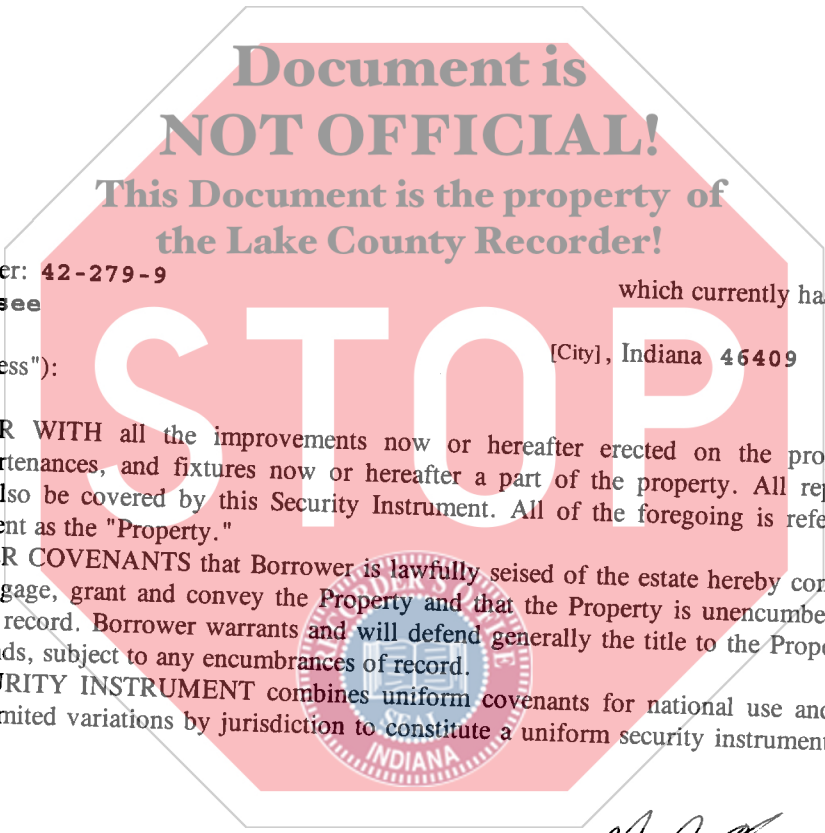 Document is
NOT OFFICIAL!
This Document is the property of
the Lake County Recorder!
er: 42-279-9
which currently ha
see
[City], Indiana 46409
ess"):
STOP
R WITH all the improvements now or hereafter erected on the pro
rtenances, and fixtures now or hereafter a part of the property. All rep
lso be covered by this Security Instrument. All of the foregoing is refe
ent as the "Property."
R COVENANTS that Borrower is lawfully seised of the estate hereby con
gage, grant and convey the Property and that the Property is unencumbe
record. Borrower warrants and will defend generally the title to the Prope
ds, subject to any encumbrances of record.
URITY INSTRUMENT combines uniform covenants for national use and
mited variations by jurisdiction to constitute a uniform security instrument
SEAL
INDIANA